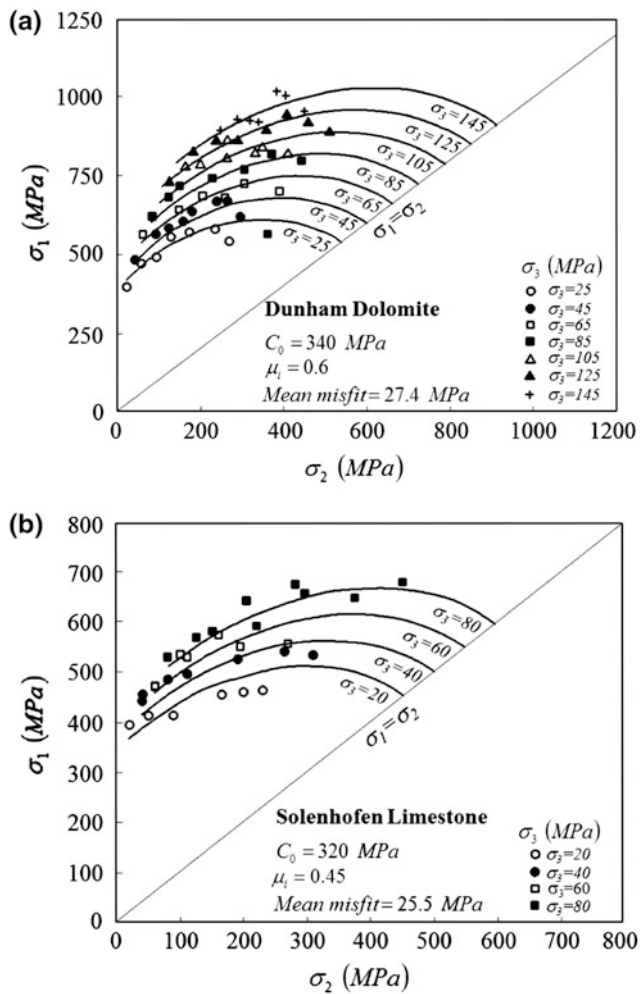 (a)
1250
1000
750
500
250
0
σ₁ (MPa)
σ₃=145
σ₃=125
σ₃=105
σ₃=85
σ₃=65
σ₃=45
σ₃=25
σ₁=σ₂
Dunham Dolomite
C₀ = 340 MPa
μᵢ = 0.6
Mean misfit = 27.4 MPa
σ₃ (MPa)
σ₃=25
σ₃=45
σ₃=65
σ₃=85
σ₃=105
σ₃=125
σ₃=145
0 200 400 600 800 1000 1200
σ₂ (MPa)
(b)
800
700
600
500
400
300
200
100
0
σ₁ (MPa)
σ₃=80
σ₃=60
σ₃=40
σ₃=20
σ₁=σ₂
Solenhofen Limestone
C₀ = 320 MPa
μᵢ = 0.45
Mean misfit = 25.5 MPa
σ₃ (MPa)
σ₃=20
σ₃=40
σ₃=60
σ₃=80
0 100 200 300 400 500 600 700 800
σ₂ (MPa)